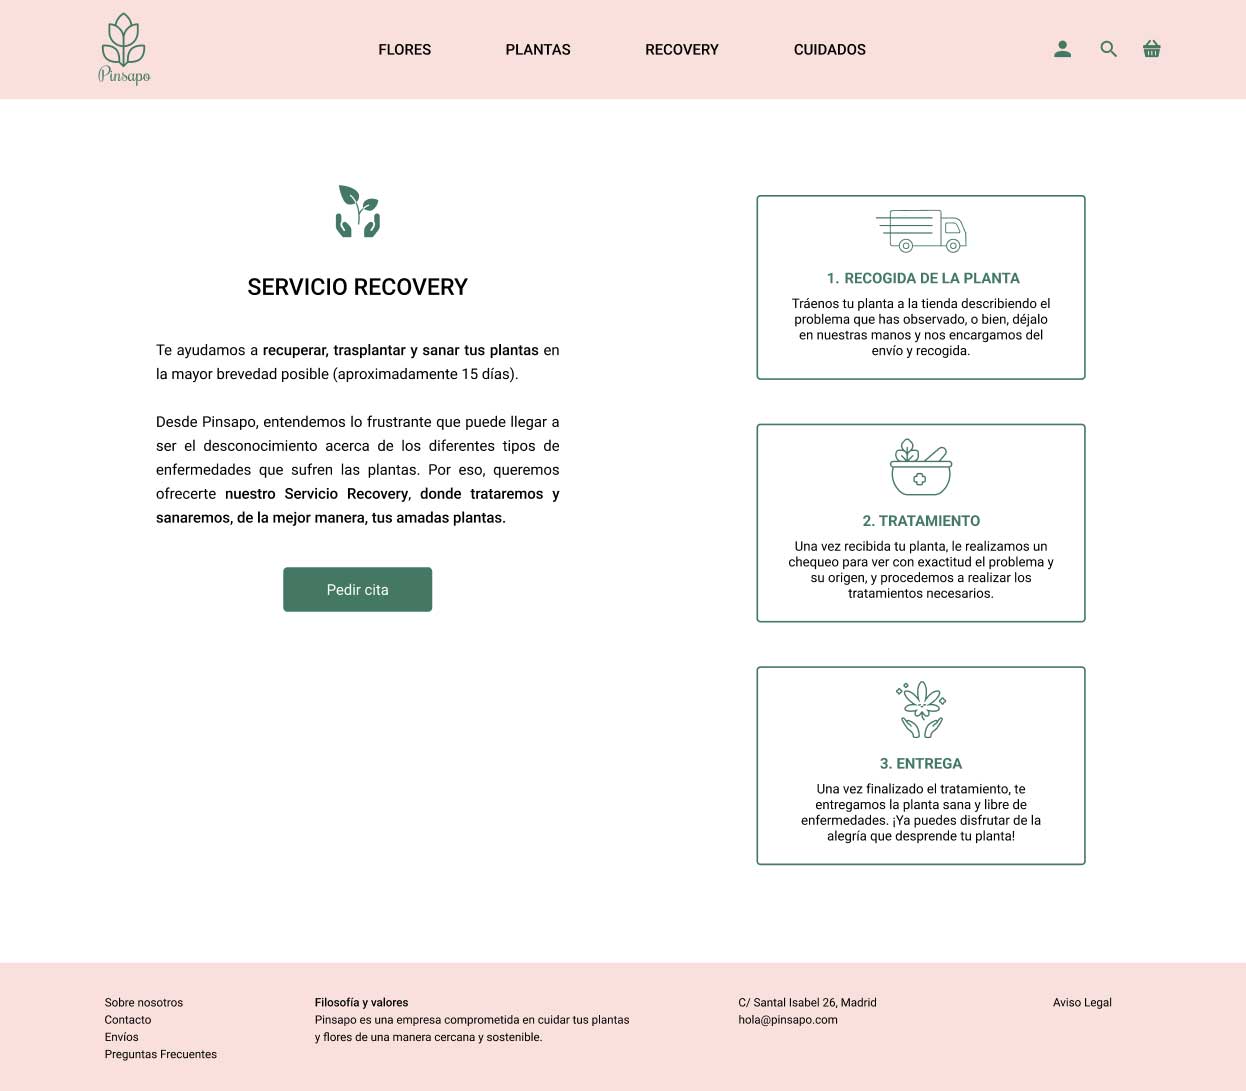 Pinsapo
FLORES
PLANTAS
RECOVERY
CUIDADOS
SERVICIO RECOVERY
Te ayudamos a recuperar, trasplantar y sanar tus plantas en
la mayor brevedad posible (aproximadamente 15 días).
Desde Pinsapo, entendemos lo frustrante que puede llegar a
ser el desconocimiento acerca de los diferentes tipos de
enfermedades que sufren las plantas. Por eso, queremos
ofrecerte nuestro Servicio Recovery, donde trataremos y
sanaremos, de la mejor manera, tus amadas plantas.
Pedir cita
1. RECOGIDA DE LA PLANTA
Tráenos tu planta a la tienda describiendo el
problema que has observado, o bien, déjalo
en nuestras manos y nos encargamos del
envío y recogida.
2. TRATAMIENTO
Una vez recibida tu planta, le realizamos un
chequeo para ver con exactitud el problema y
su origen, y procedemos a realizar los
tratamientos necesarios.
3. ENTREGA
Una vez finalizado el tratamiento, te
entregamos la planta sana y libre de
enfermedades. ¡Ya puedes disfrutar de la
alegría que desprende tu planta!
Sobre nosotros
Contacto
Envíos
Preguntas Frecuentes
Filosofía y valores
Pinsapo es una empresa comprometida en cuidar tus plantas
y flores de una manera cercana y sostenible.
C/ Santal Isabel 26, Madrid
hola@pinsapo.com
Aviso Legal